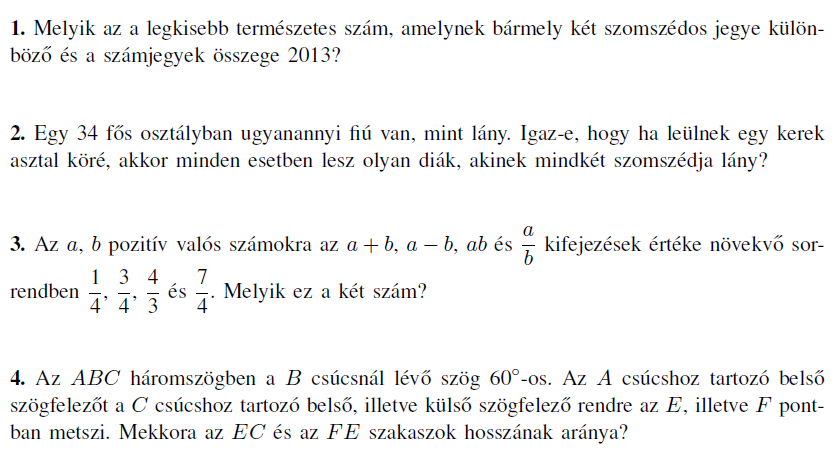 1. Melyik az a legkisebb természetes szám, amelynek bármely két szomszédos jegye külön-
böző és a számjegyek összege 2013?
2. Egy 34 fős osztályban ugyanannyi fiú van, mint lány. Igaz-e, hogy ha leülnek egy kerek
asztal köré, akkor minden esetben lesz olyan diák, akinek mindkét szomszédja lány?
3. Az a, b pozitív valós számokra az a + b, a − b, ab és a/b kifejezések értéke növekvő sor-
rendben 1/4, 3/4, 4/3 és 7/4. Melyik ez a két szám?
4. Az ABC háromszögben a B csúcsnál lévő szög 60°-os. Az A csúcshoz tartozó belső
szögfelezőt a C csúcshoz tartozó belső, illetve külső szögfelező rendre az E, illetve F pont-
ban metszi. Mekkora az EC és az FE szakaszok hosszának aránya?